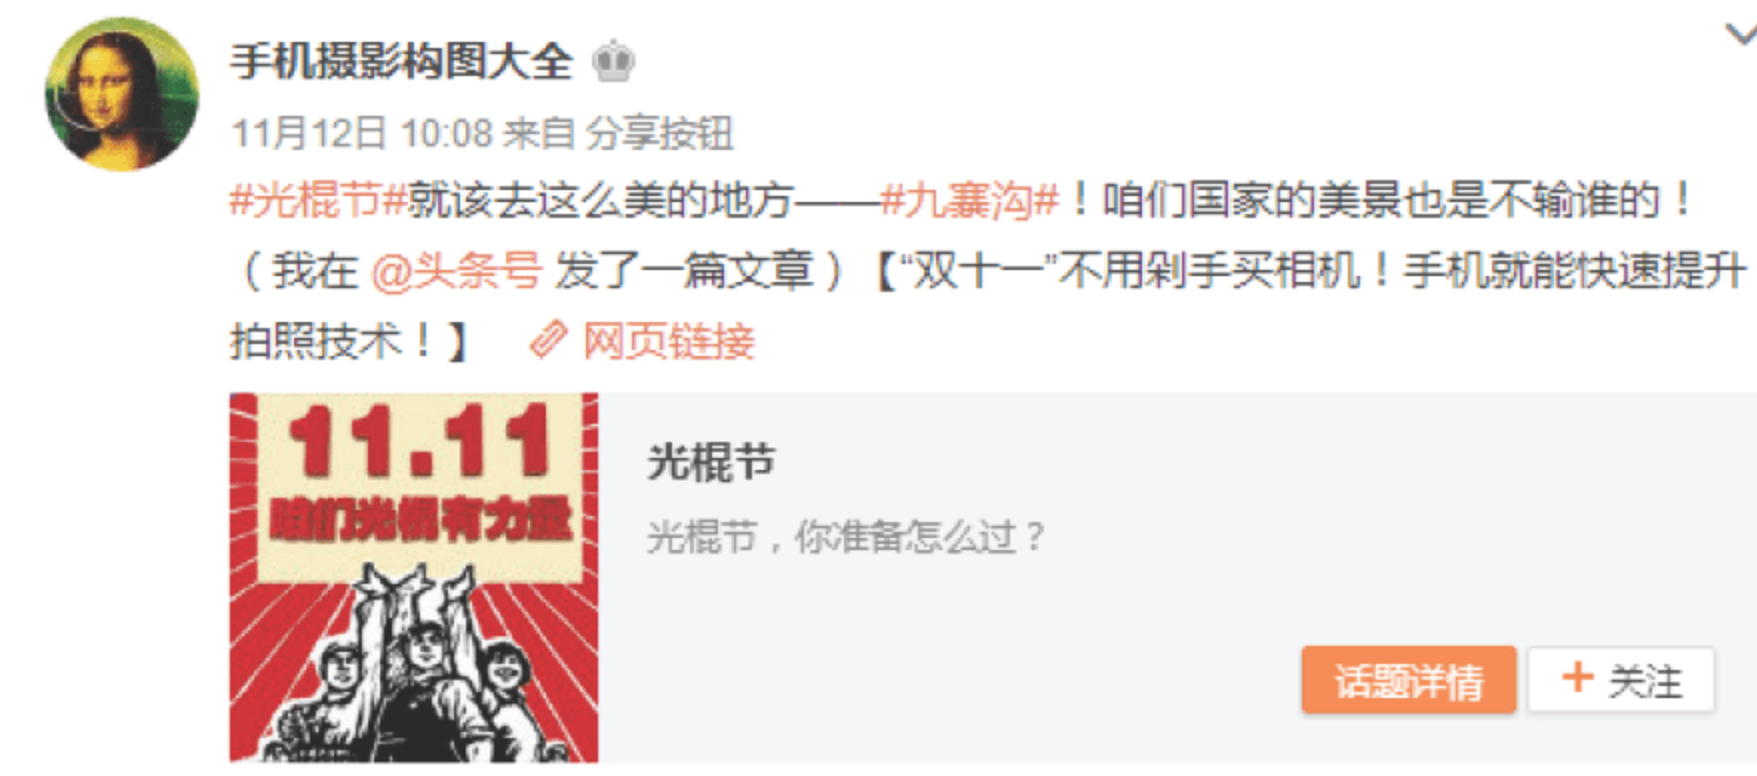 手机摄影构图大全
11月12日 10:08 来自 分享按钮
#光棍节#就该去这么美的地方——#九寨沟#！咱们国家的美景也是不输谁的！
（我在 @头条号 发了一篇文章）【“双十一”不用剁手买相机！手机就能快速提升
拍照技术！】 网页链接
11.11
咱们光棍有力量
光棍节
光棍节，你准备怎么过？
话题详情
+ 关注